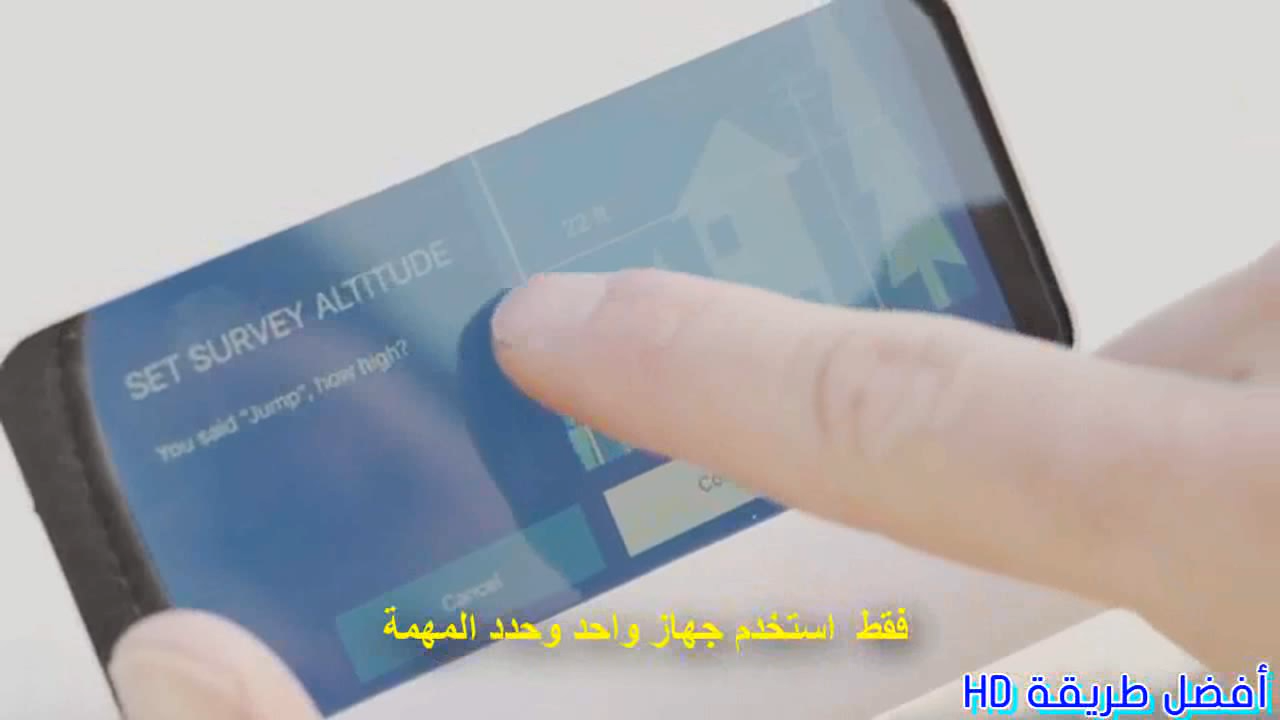 SET SURVEY ALTITUDE
You said "Jump", how high?
22 ft
Cancel
فقط استخدم جهاز واحد وحدد المهمة
أفضل طريقة HD